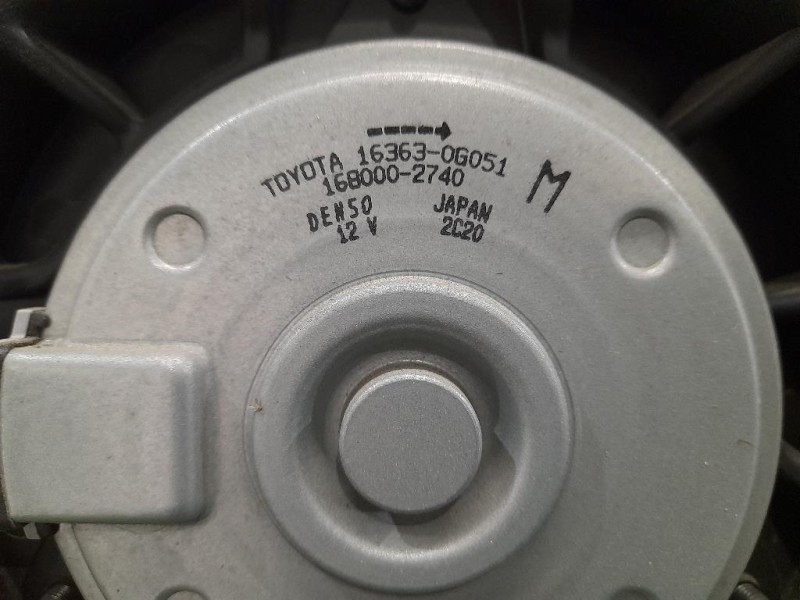 TOYOTA 16363-0G051
168000-2740
M
DENSO JAPAN
12 V 2C20